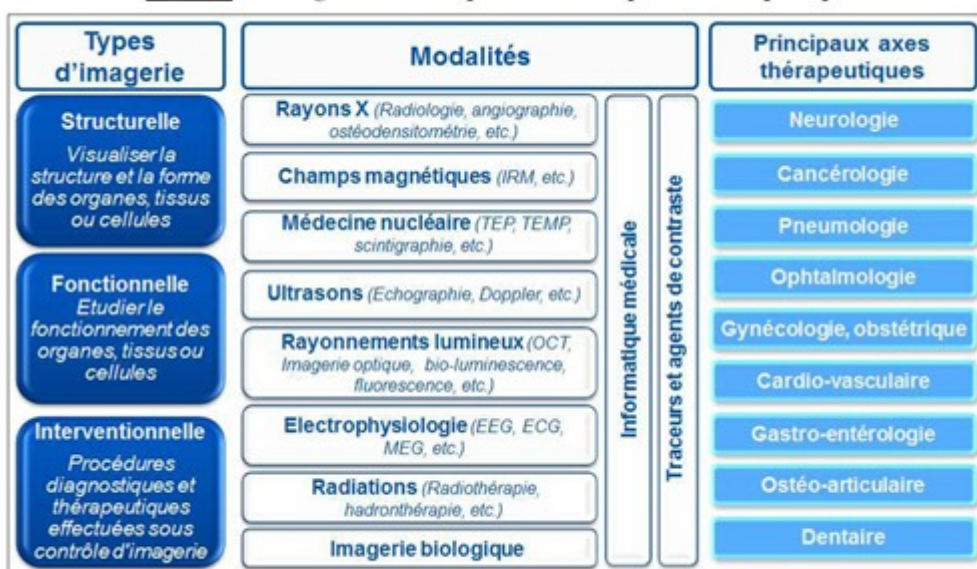 Types
d’imagerie
Structurelle
Visualiser la
structure et la forme
des organes, tissus
ou cellules
Fonctionnelle
Etudier le
fonctionnement des
organes, tissus ou
cellules
Interventionnelle
Procédures
diagnostiques et
thérapeutiques
effectuées sous
contrôle d’imagerie
Modalités
Rayons X (Radiologie, angiographie,
ostéodensitométrie, etc.)
Champs magnétiques (IRM, etc.)
Médecine nucléaire (TEP, TEMP,
scintigraphie, etc.)
Ultrasons (Echographie, Doppler, etc.)
Rayonnements lumineux (OCT,
Imagerie optique, bio-luminescence,
fluorescence, etc.)
Electrophysiologie (EEG, ECG,
MEG, etc.)
Radiations (Radiothérapie,
hadronthérapie, etc.)
Imagerie biologique
Informatique médicale
Traceurs et agents de contraste
Principaux axes
thérapeutiques
Neurologie
Cancérologie
Pneumologie
Ophtalmologie
Gynécologie, obstétrique
Cardio-vasculaire
Gastro-entérologie
Ostéo-articulaire
Dentaire